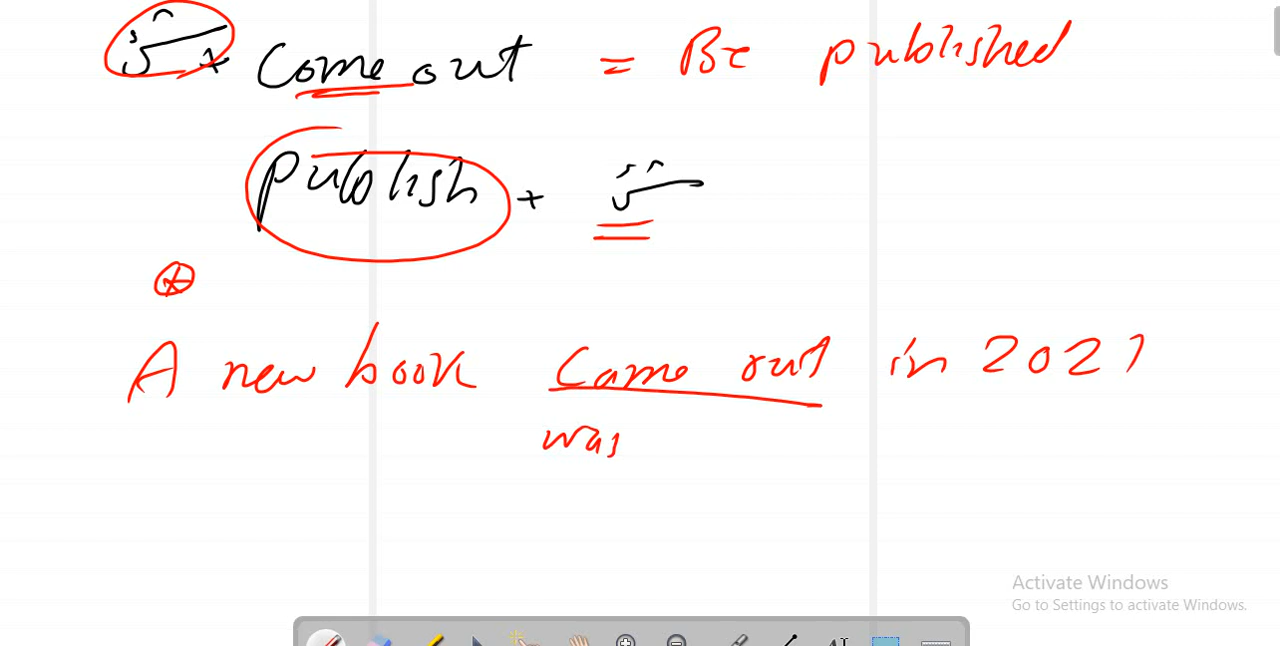 + Come out = Be published
Publish +
A new book Came out in 2021
was
Activate Windows
Go to Settings to activate Windows.